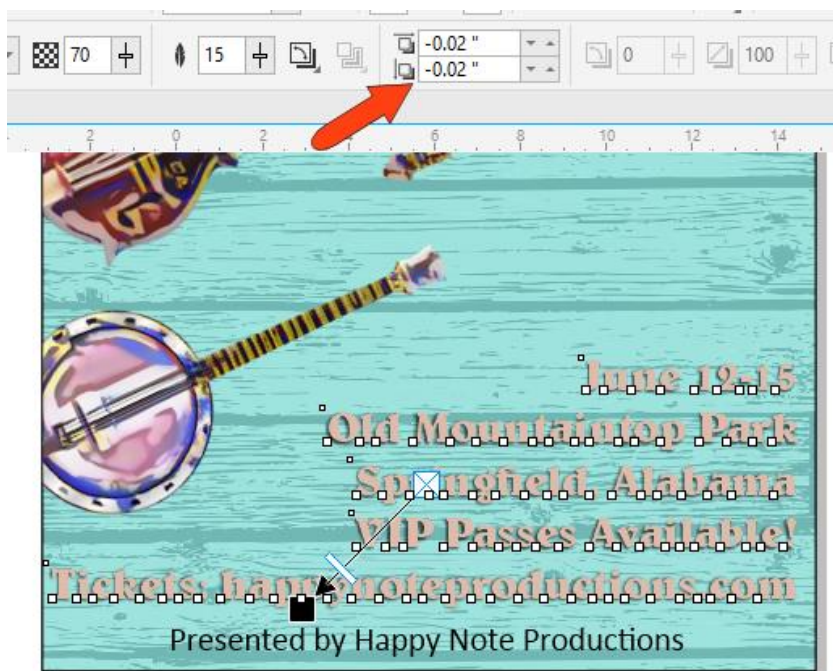 70 15 -0.02 " 0 100
-0.02 "
2 0 2 4 6 8 10 12 14
June 12-15
Old Mountaintop Park
Springfield, Alabama
VIP Passes Available!
Tickets: happynoteproductions.com
Presented by Happy Note Productions